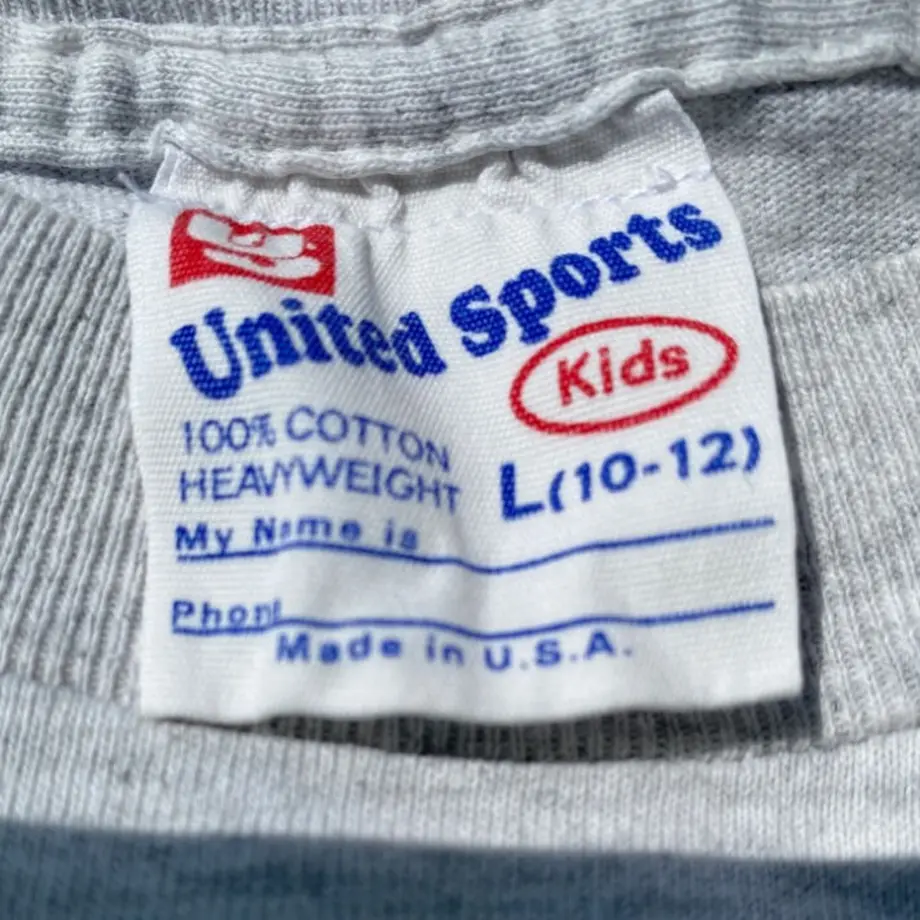 United Sports
Kids
100% COTTON
HEAVYWEIGHT
L(10-12)
My Name is
Phone
Made in U.S.A.